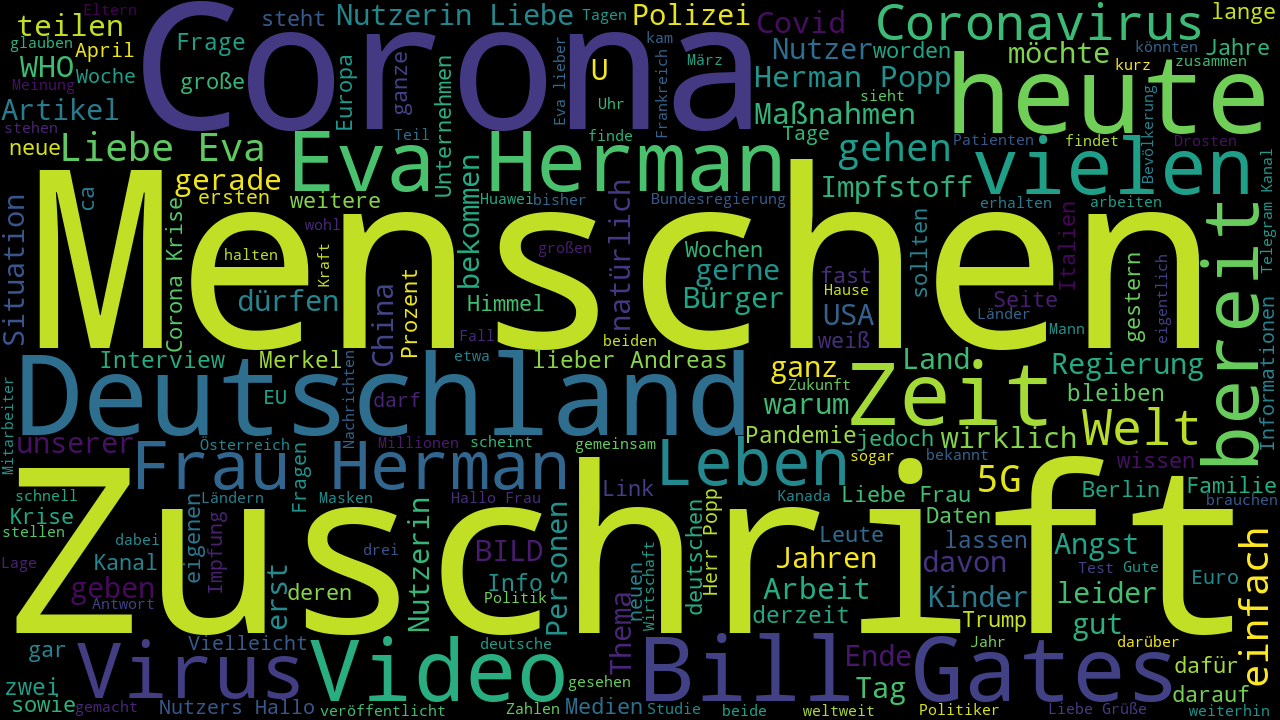 Eltern
teilen
glauben
April
WHO
Woche
Meinung
Artikel
stehen
neue
Liebe Eva
Frage
große
Corona
steht
Nutzerin Liebe
Tagen
Polizei
Covid
Coronavirus
lange
Europa
ganze
Eva lieber
kam
U
Uhr
März
Frankreich
Nutzer
worden
möchte
könnten
Jahre
kurz
zusammen
Herman Popp
sieht
Maßnahmen
heute
Teil
finde
Tage
gehen
Patienten
findet
Bevölkerung
Drosten
Telegram Kanal
Eva Herman
Unternehmen
gerade
ersten
weitere
bekommen
Huawei
bisher
Bundesregierung
Impfstoff
vielen
erhalten
arbeiten
ca
Situation
Corona Krise
wohl
halten
Kraft
großen
natürlich
Wochen
gerne
Bürger
fast
Hause
sollten
Italien
gestern
eigentlich
bereit
Informationen
Menschen
dürfen
China
Prozent
Himmel
Fall
beiden
USA
weiß
Seite
Länder
Mann
Interview
Merkel
Nachrichten
etwa
lieber Andreas
ganz
Land
Regierung
EU
darf
Zukunft
Zeit
bleiben
Deutschland
warum
Mitarbeiter
unserer
Österreich
Millionen
scheint
gemeinsam
Pandemie
jedoch
wirklich
Welt
Frau Herman
Fragen
Leben
sogar
bekannt
wissen
schnell
Ländern
Masken
Hallo Frau
Link
Kanada
Liebe Frau
5G
Berlin
Familie
brauchen
Krise
stellen
dabei
eigenen
Impfung
drei
Nutzerin
BILD
Personen
deutschen
Herr Popp
Leute
Daten
lassen
Angst
Zuschrift
Lage
Kanal
geben
Antwort
erst
deren
Info
Politik
neuen
Wirtschaft
Jahren
Arbeit
derzeit
davon
Kinder
Trump
Test
Gute
leider
Euro
gut
einfach
gar
Virus
Vielleicht
Video
deutsche
gesehen
Thema
Bill Gates
Ende
Tag
Jahr
darüber
dafür
darauf
zwei
sowie
gemacht
Nutzers Hallo
veröffentlicht
Zahlen
Medien
Studie
beide
weltweit
Politiker
Liebe Grüße
weiterhin